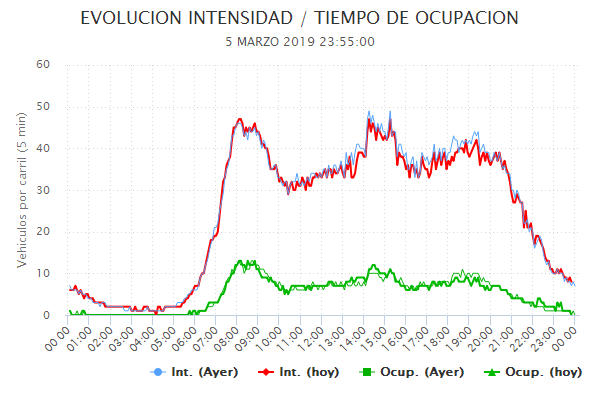 EVOLUCION INTENSIDAD / TIEMPO DE OCUPACION
5 MARZO 2019 23:55:00
Vehiculos por carril (5 min)
60
50
40
30
20
10
0
00:00 01:00 02:00 03:00 04:00 05:00 06:00 07:00 08:00 09:00 10:00 11:00 12:00 13:00 14:00 15:00 16:00 17:00 18:00 19:00 20:00 21:00 22:00 23:00 00:00
Int. (Ayer) Int. (hoy) Ocup. (Ayer) Ocup. (hoy)